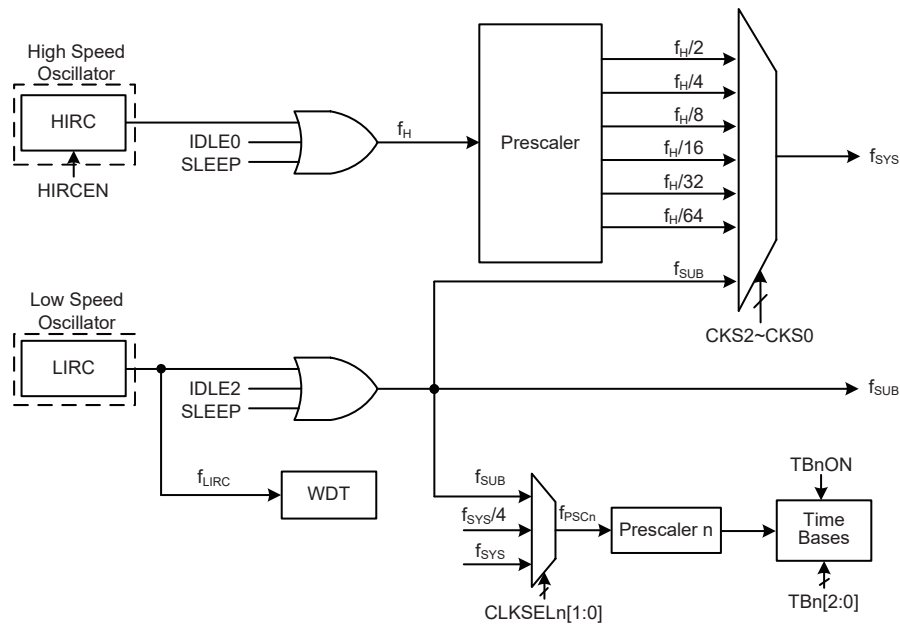 High Speed
Oscillator
HIRC
HIRCEN
IDLE0
SLEEP
fH
Prescaler
fH/2
fH/4
fH/8
fH/16
fH/32
fH/64
fSUB
fSYS
CKS2~CKS0
Low Speed
Oscillator
LIRC
IDLE2
SLEEP
fSUB
fLIRC
WDT
fSUB
fSYS/4
fSYS
fPSCn
CLKSELn[1:0]
Prescaler n
TBnON
Time
Bases
TBn[2:0]